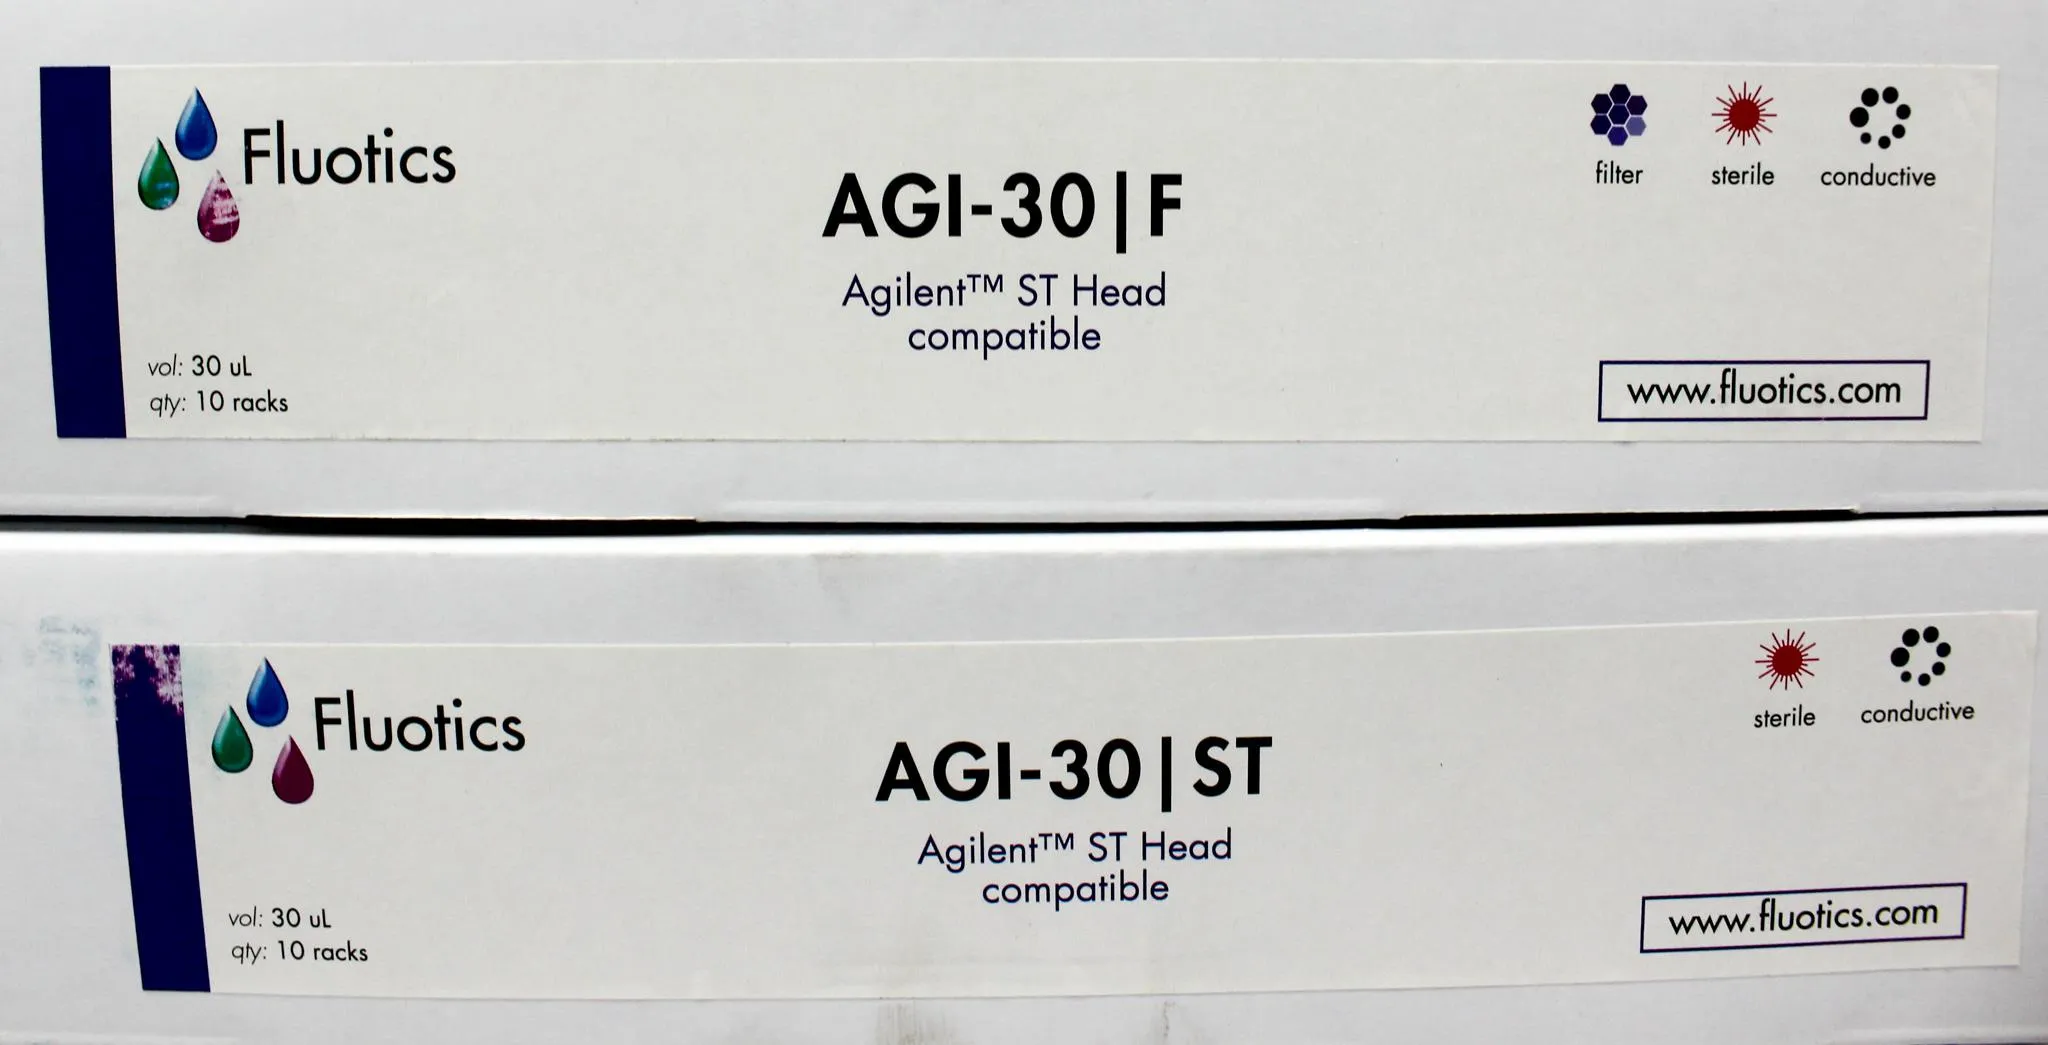 Fluotics
AGI-30|F
Agilent™ ST Head
compatible
vol: 30 uL
qty: 10 racks
filter
sterile
conductive
www.fluotics.com
Fluotics
AGI-30|ST
Agilent™ ST Head
compatible
vol: 30 uL
qty: 10 racks
sterile
conductive
www.fluotics.com